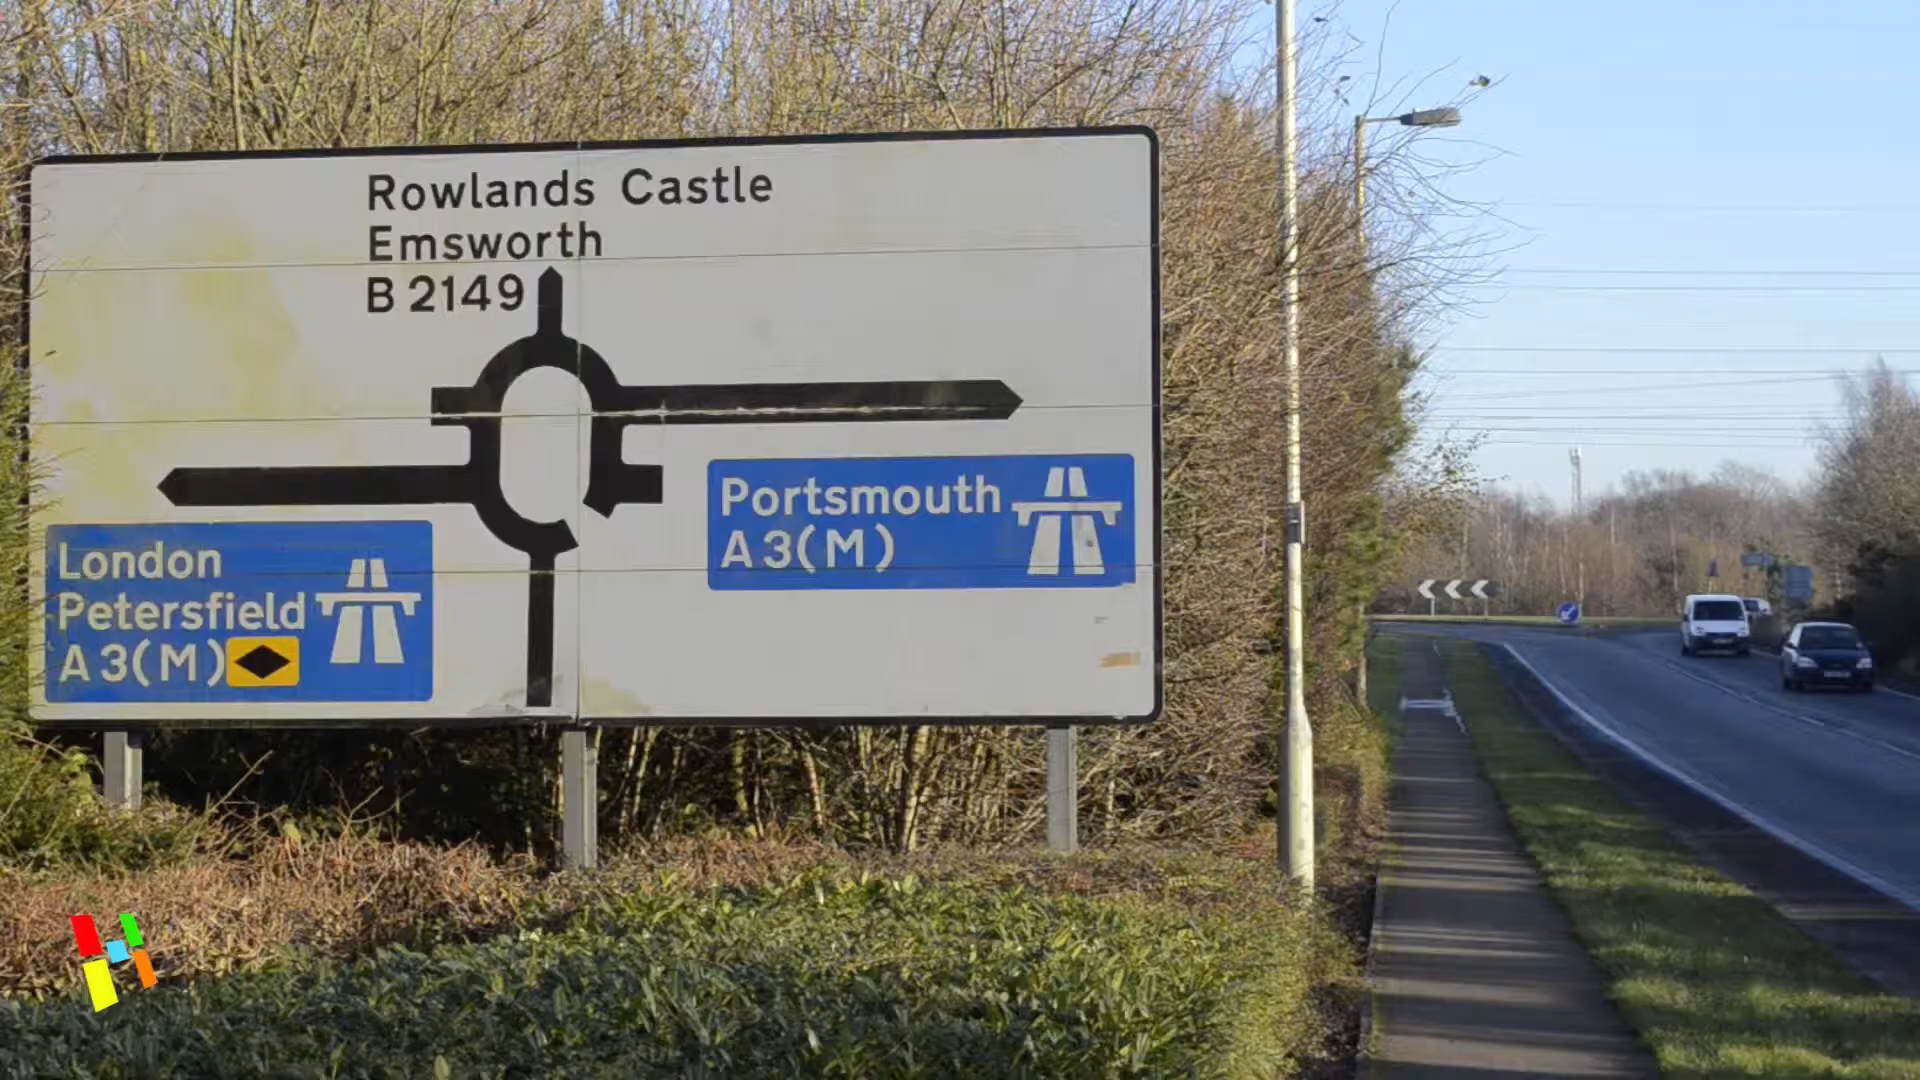 Rowlands Castle
Emsworth
B 2149
London
Petersfield
A 3(M)
Portsmouth
A 3(M)